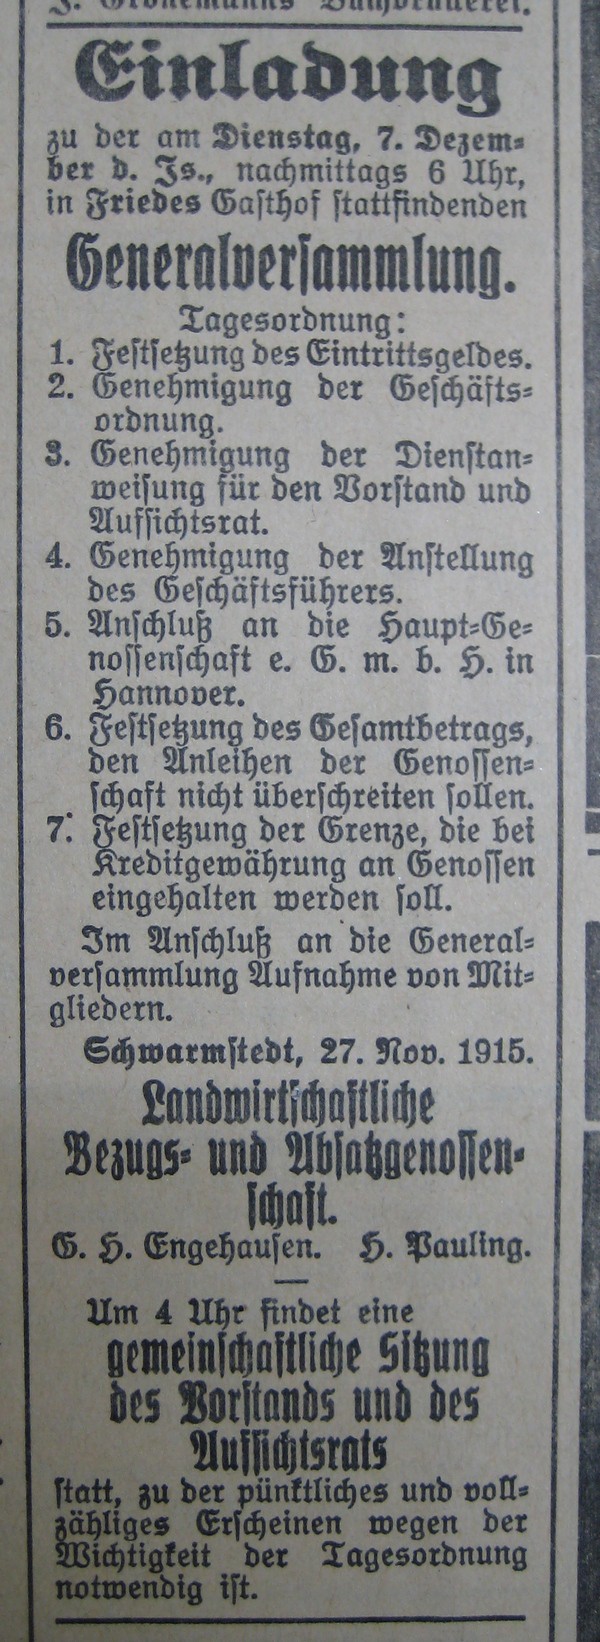 J. Grönemanns Buchdruckerei.
Einladung
zu der am Dienstag, 7. Dezem-
ber d. Js., nachmittags 6 Uhr,
in Friedes Gasthof stattfindenden
Generalversammlung.
Tagesordnung:
1. Festsetzung des Eintrittsgeldes.
2. Genehmigung der Geschäfts-
ordnung.
3. Genehmigung der Dienstan-
weisung für den Vorstand und
Aufsichtsrat.
4. Genehmigung der Anstellung
des Geschäftsführers.
5. Anschluß an die Haupt-Ge-
nossenschaft e. G. m. b. H. in
Hannover.
6. Festsetzung des Gesamtbetrags,
den Anleihen der Genossen-
schaft nicht überschreiten sollen.
7. Festsetzung der Grenze, die bei
Kreditgewährung an Genossen
eingehalten werden soll.
Im Anschluß an die General-
versammlung Aufnahme von Mit-
gliedern.
Schwarmstedt, 27. Nov. 1915.
Landwirtschaftliche
Bezugs- und Absatzgenossen-
schaft.
G. H. Engehausen. H. Pauling.
Um 4 Uhr findet eine
gemeinschaftliche Sitzung
des Vorstands und des
Aufsichtsrats
statt, zu der pünktliches und voll-
zähliges Erscheinen wegen der
Wichtigkeit der Tagesordnung
notwendig ist.